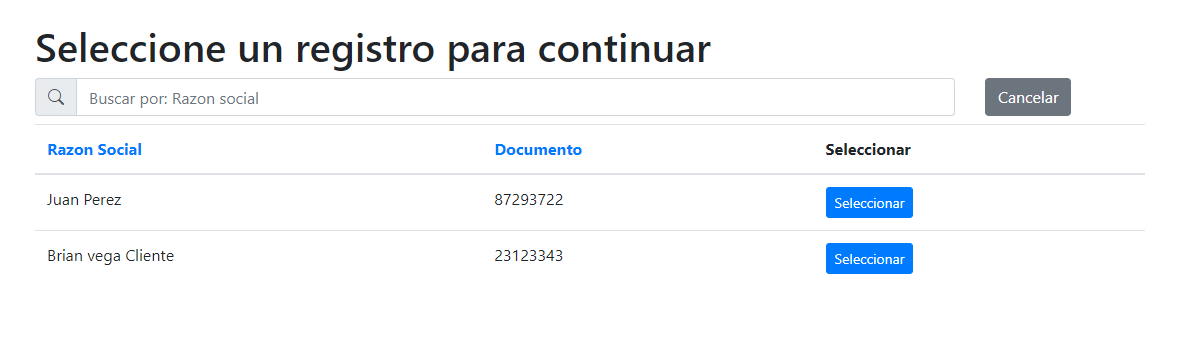 Seleccione un registro para continuar
Buscar por: Razon social Cancelar
Razon Social Documento Seleccionar
Juan Perez 87293722 Seleccionar
Brian vega Cliente 23123343 Seleccionar